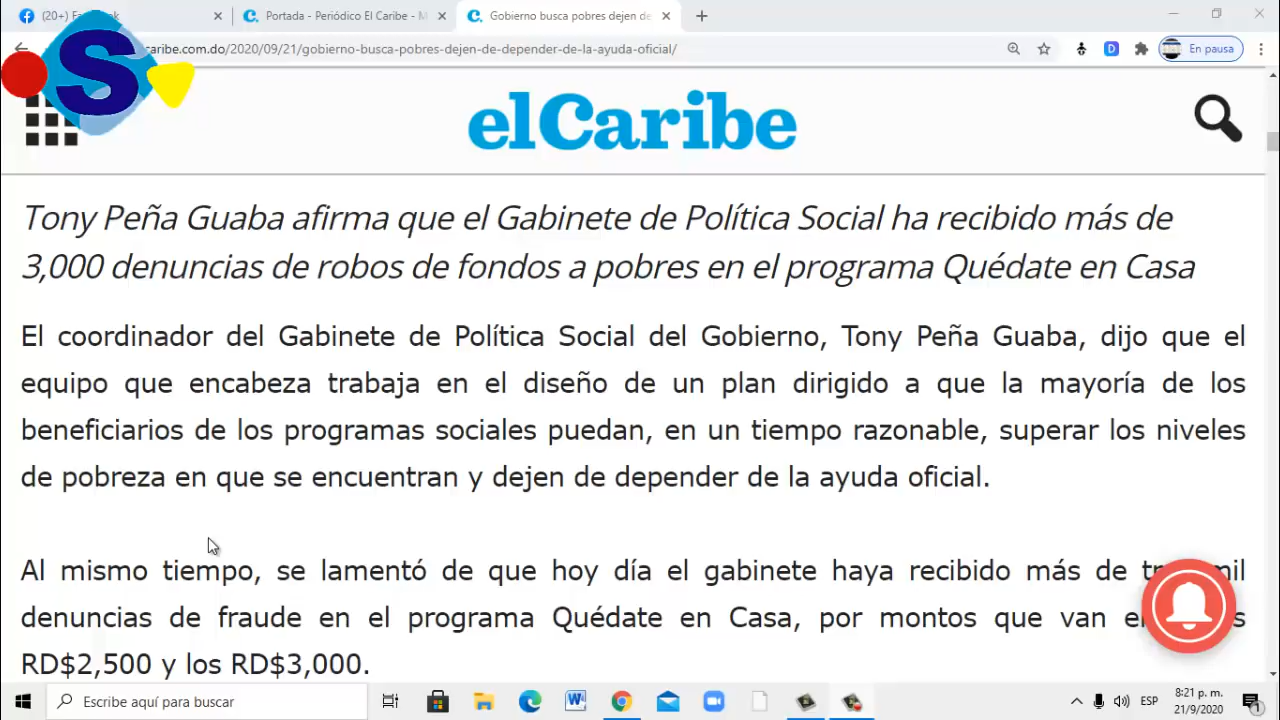 (20+) Fa ook
Portada - Periódico El Caribe - M
Gobierno busca pobres dejen de
caribe.com.do/2020/09/21/gobierno-busca-pobres-dejen-de-depender-de-la-ayuda-oficial/
D
En pausa
S
elCaribe
Tony Peña Guaba afirma que el Gabinete de Política Social ha recibido más de
3,000 denuncias de robos de fondos a pobres en el programa Quédate en Casa
El coordinador del Gabinete de Política Social del Gobierno, Tony Peña Guaba, dijo que el
equipo que encabeza trabaja en el diseño de un plan dirigido a que la mayoría de los
beneficiarios de los programas sociales puedan, en un tiempo razonable, superar los niveles
de pobreza en que se encuentran y dejen de depender de la ayuda oficial.
Al mismo tiempo, se lamentó de que hoy día el gabinete haya recibido más de mil
denuncias de fraude en el programa Quédate en Casa, por montos que van
RD$2,500 y los RD$3,000.
Escribe aquí para buscar
ESP
8:21 p. m.
21/9/2020
1